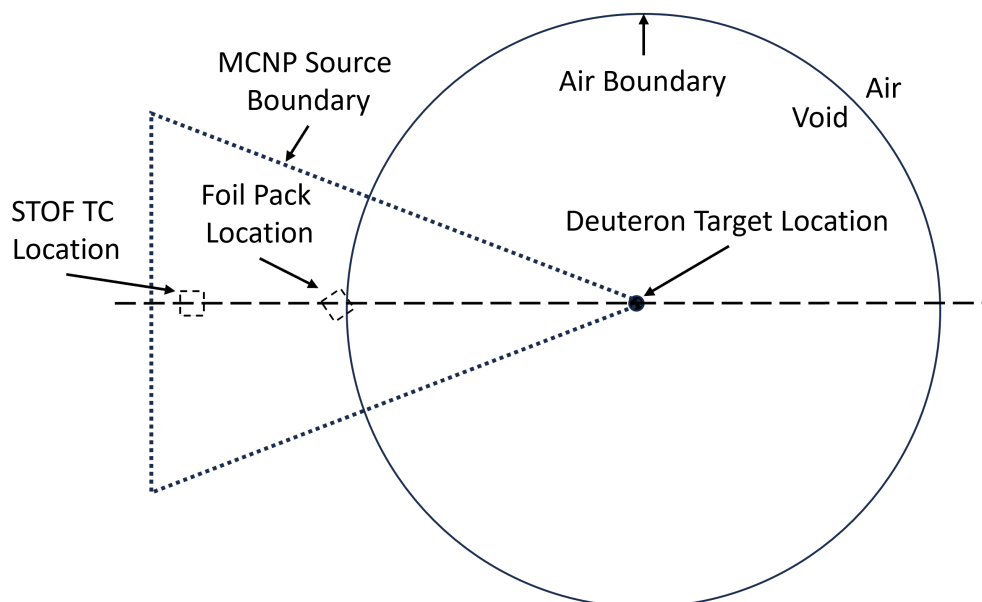 MCNP Source
Boundary
Air Boundary
Air
Void
STOF TC
Location
Foil Pack
Location
Deuteron Target Location